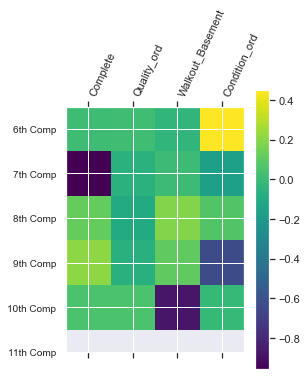 Complete
Quality_ord
Walkout_Basement
Condition_ord
6th Comp
7th Comp
8th Comp
9th Comp
10th Comp
11th Comp
0.4
0.2
0.0
−0.2
−0.4
−0.6
−0.8